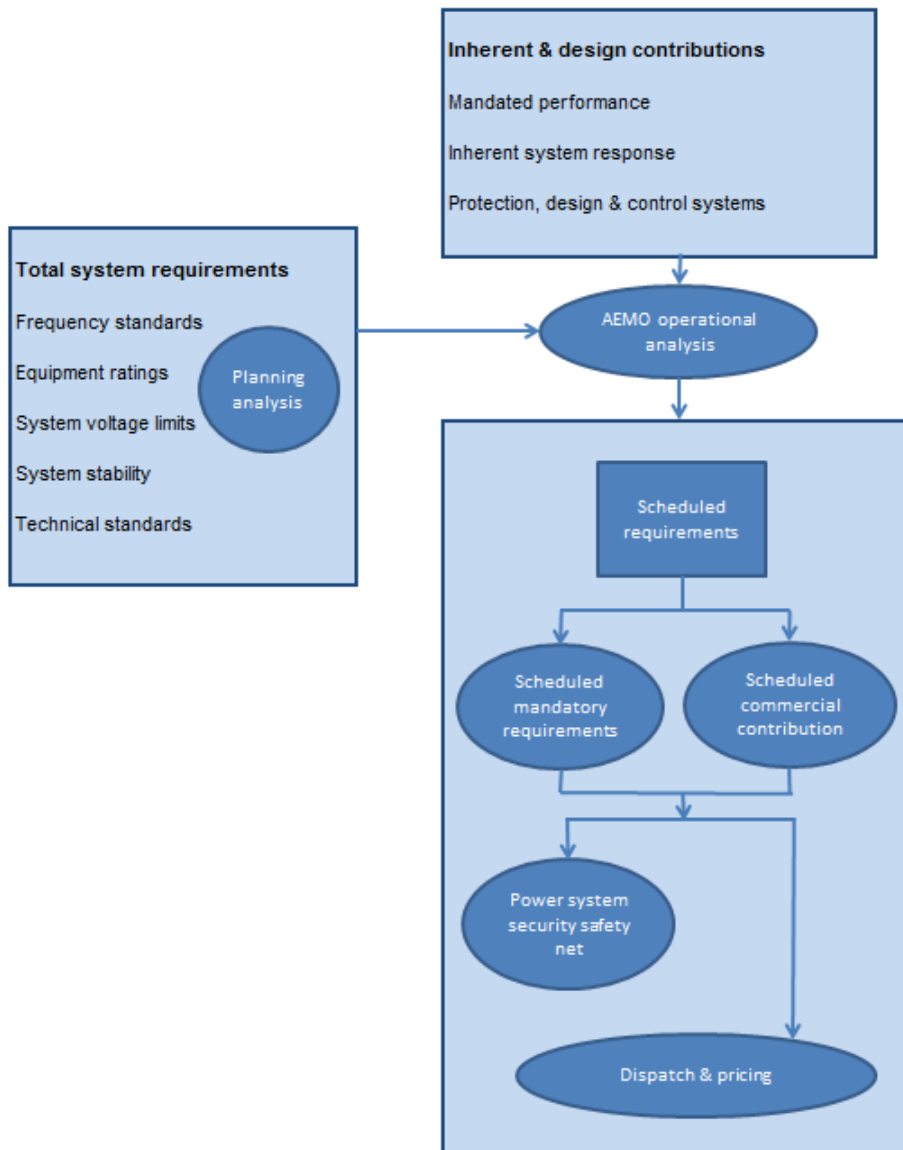 Inherent & design contributions
Mandated performance
Inherent system response
Protection, design & control systems
Total system requirements
Frequency standards
Equipment ratings
System voltage limits
System stability
Technical standards
Planning
analysis
AEMO operational
analysis
Scheduled
requirements
Scheduled
mandatory
requirements
Scheduled
commercial
contribution
Power system
security safety
net
Dispatch & pricing